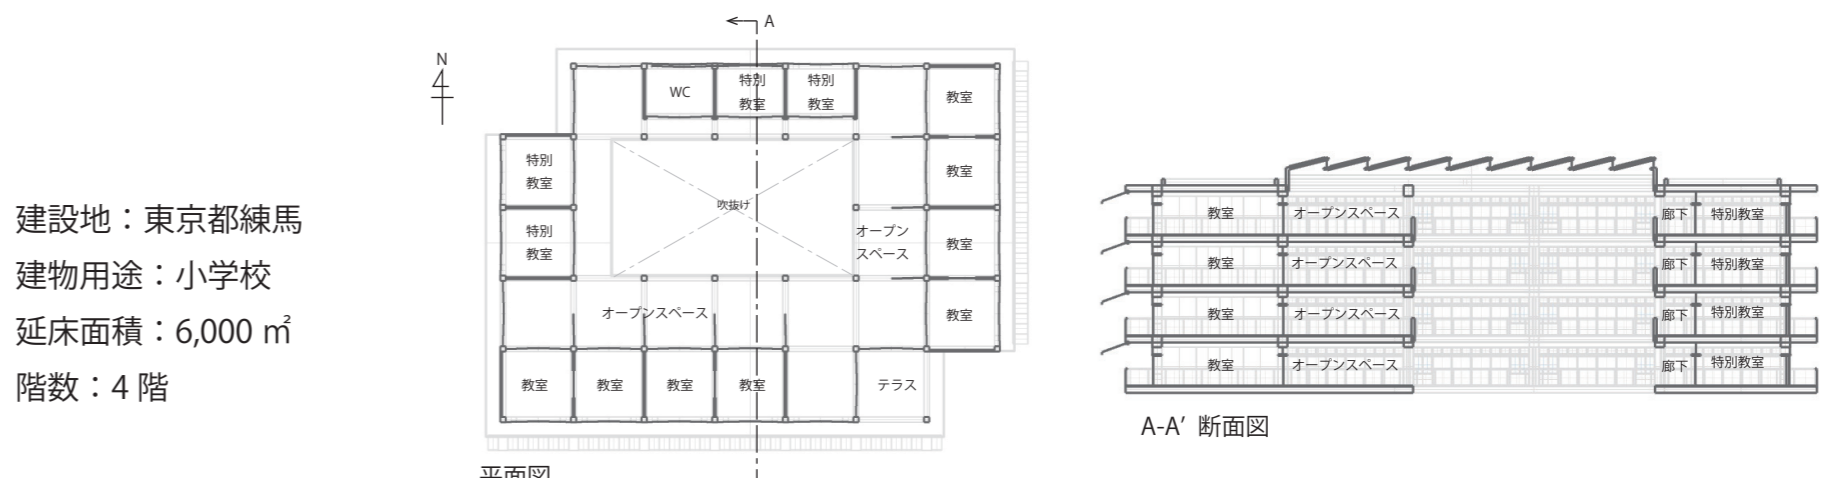 建設地：東京都練馬
建物用途：小学校
延床面積：6,000 ㎡
階数：4 階
A
N
WC
特別
教室
特別
教室
教室
特別
教室
教室
吹抜け
特別
教室
オープン
スペース
教室
オープンスペース
教室
教室
教室
教室
教室
テラス
平面図
教室
オープンスペース
廊下
特別教室
教室
オープンスペース
廊下
特別教室
教室
オープンスペース
廊下
特別教室
教室
オープンスペース
廊下
特別教室
A-A′ 断面図